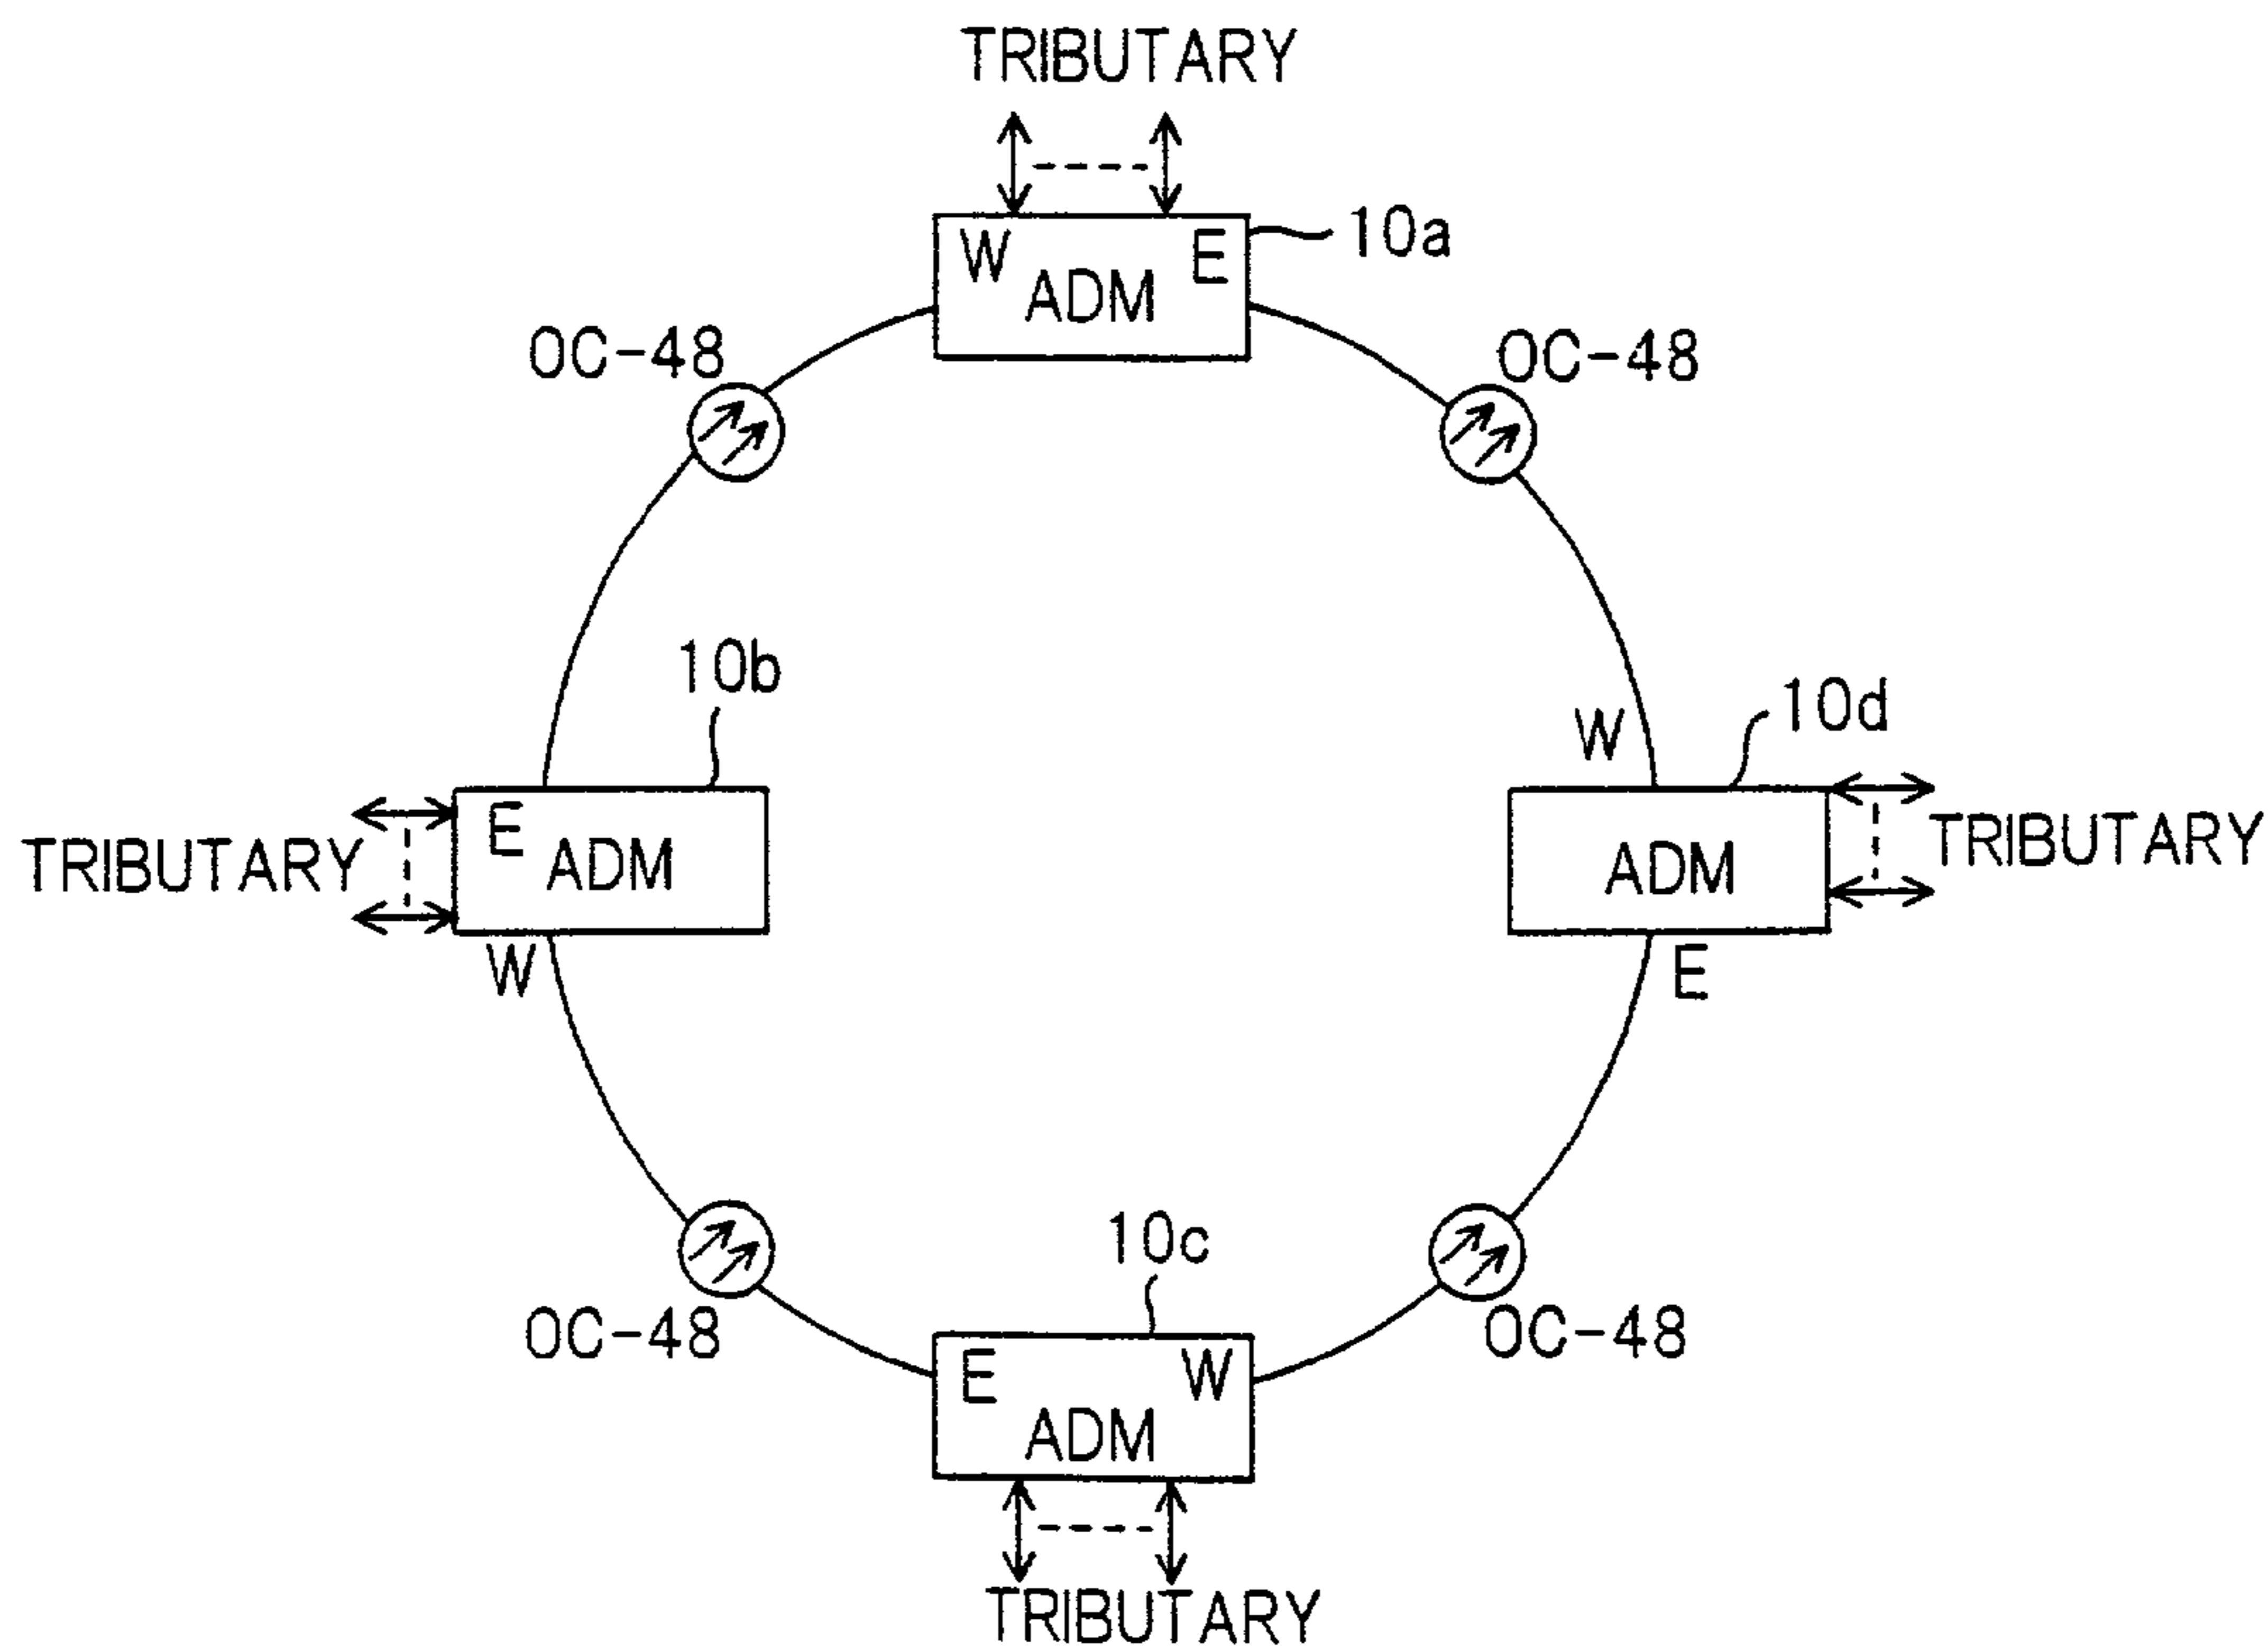 TRIBUTARY
10a
W E
ADM
OC-48
OC-48
10b
W
10d
E
ADM
TRIBUTARY
ADM
TRIBUTARY
W
E
10c
OC-48
OC-48
E W
ADM
TRIBUTARY